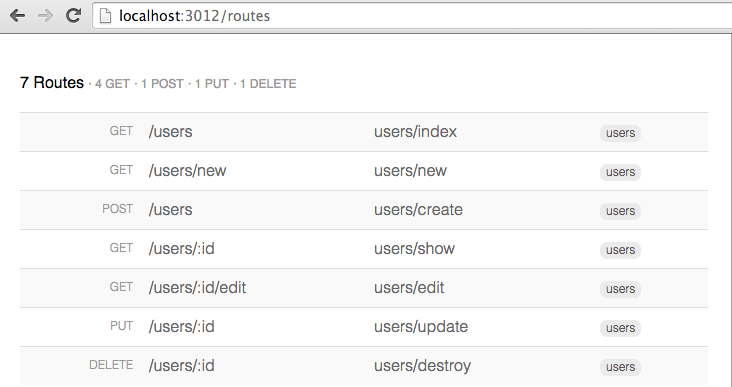 localhost:3012/routes
7 Routes · 4 GET · 1 POST · 1 PUT · 1 DELETE
GET /users users/index users
GET /users/new users/new users
POST /users users/create users
GET /users/:id users/show users
GET /users/:id/edit users/edit users
PUT /users/:id users/update users
DELETE /users/:id users/destroy users